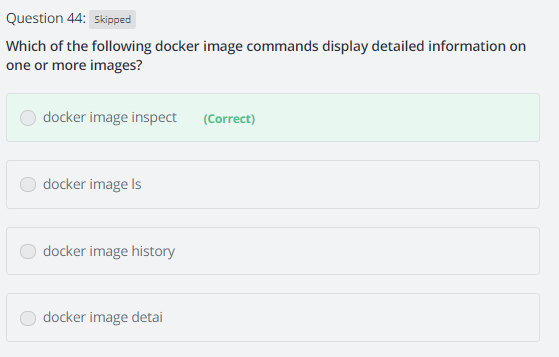 Question 44: Skipped
Which of the following docker image commands display detailed information on
one or more images?
docker image inspect (Correct)
docker image ls
docker image history
docker image detai